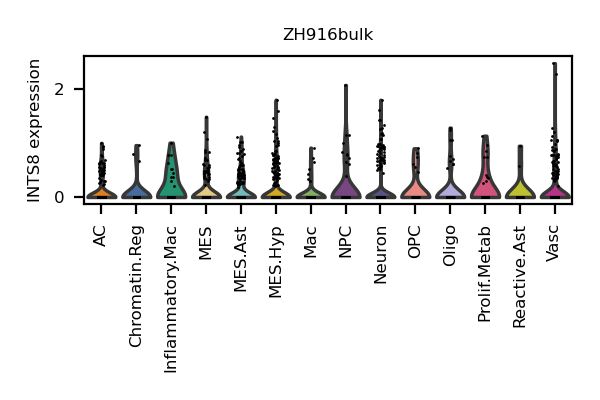 ZH916bulk
INTS8 expression
2
0
AC
Chromatin.Reg
Inflammatory.Mac
MES
MES.Ast
MES.Hyp
Mac
NPC
Neuron
OPC
Oligo
Prolif.Metab
Reactive.Ast
Vasc